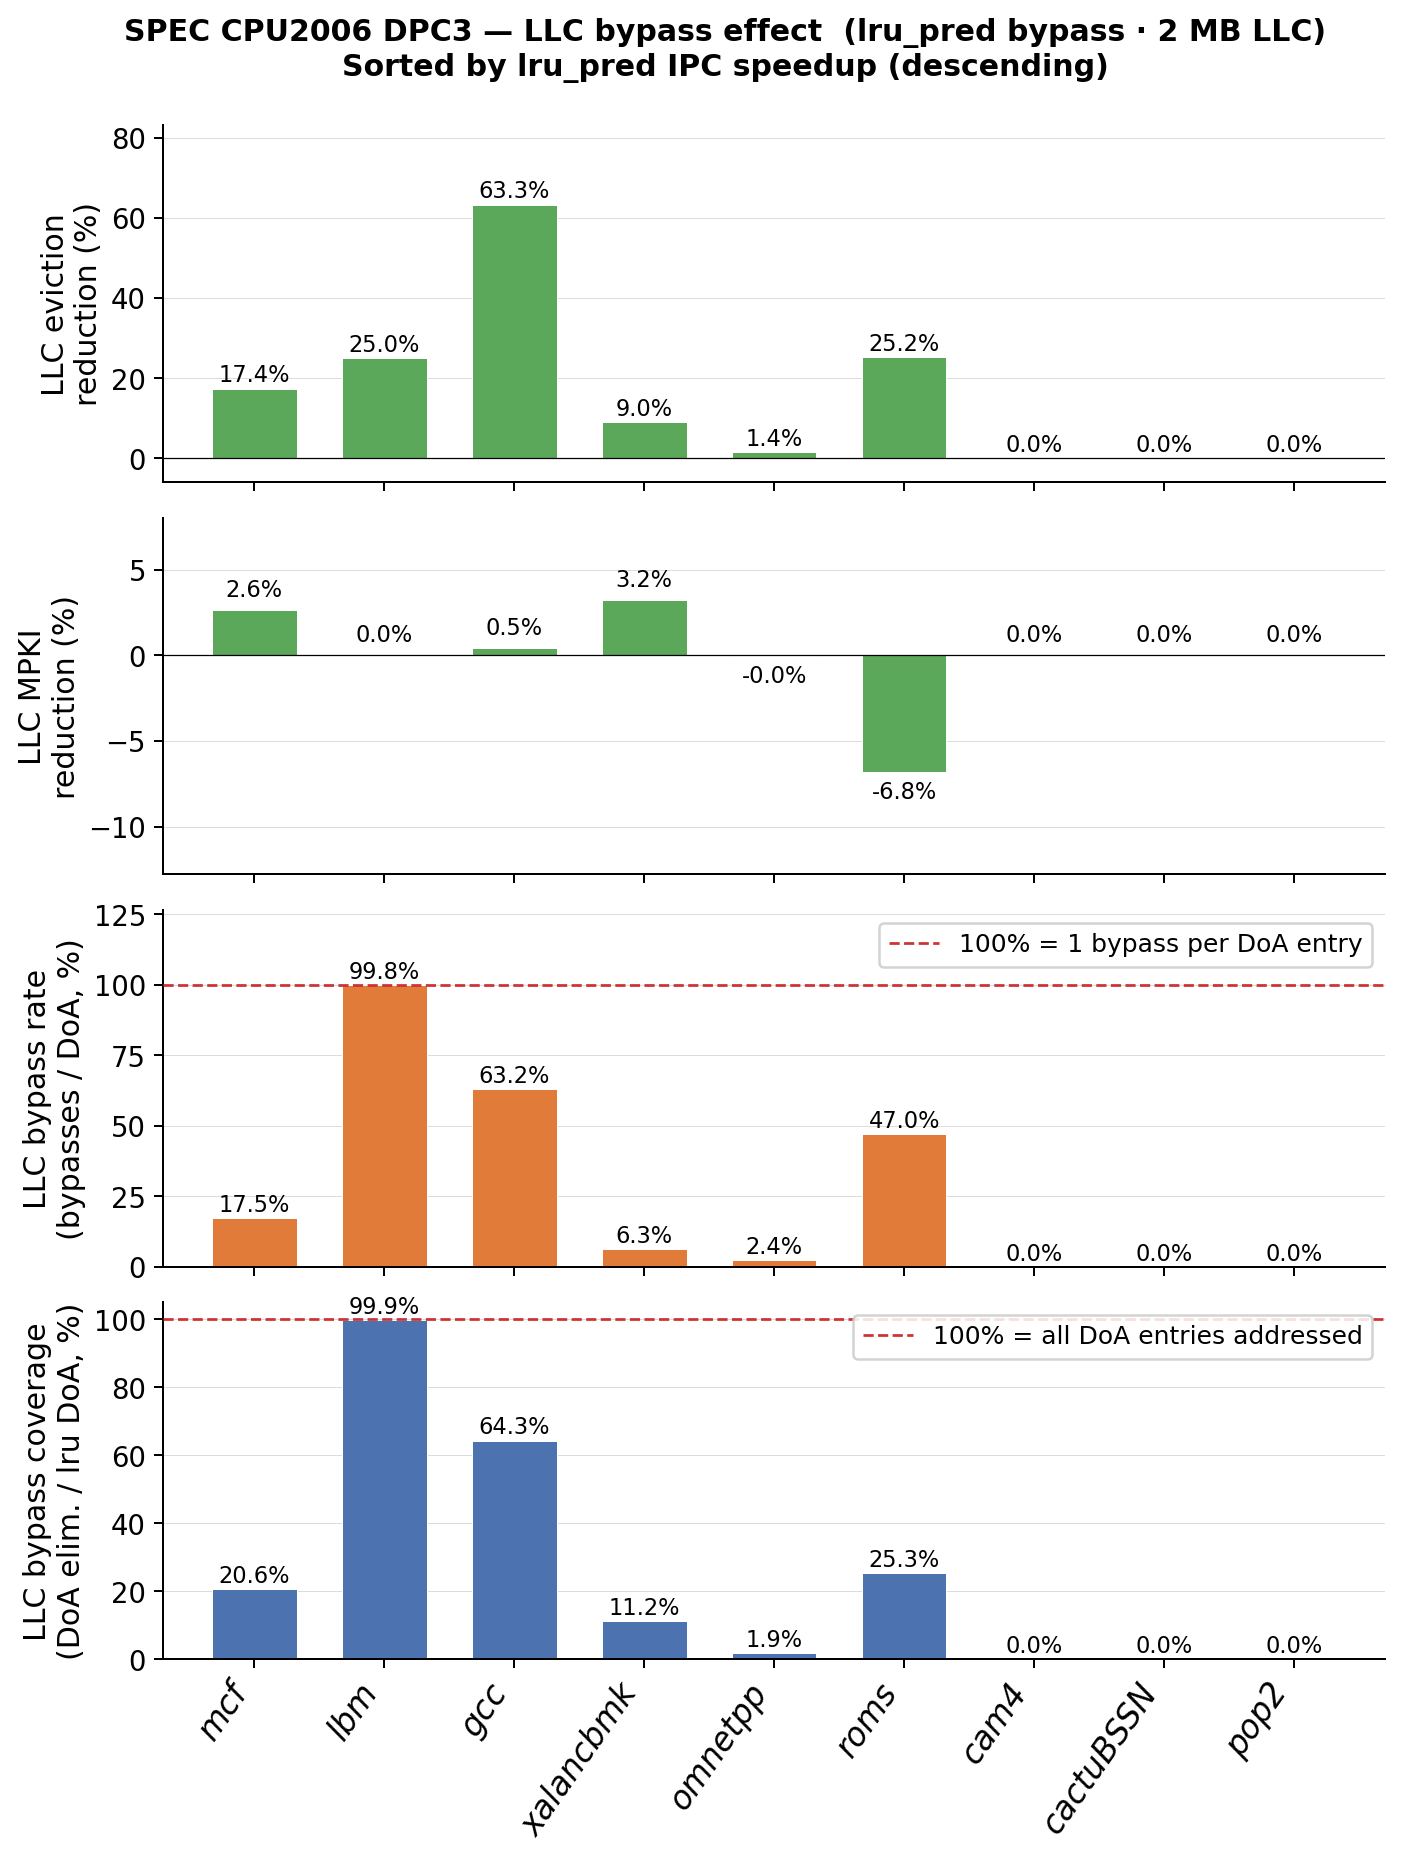 SPEC CPU2006 DPC3 — LLC bypass effect  (lru_pred bypass · 2 MB LLC)
Sorted by lru_pred IPC speedup (descending)
LLC eviction
reduction (%)
80
60
40
20
0
17.4%
25.0%
63.3%
9.0%
1.4%
25.2%
0.0%
0.0%
0.0%
LLC MPKI
reduction (%)
5
0
−5
−10
2.6%
0.0%
0.5%
3.2%
-0.0%
-6.8%
0.0%
0.0%
0.0%
LLC bypass rate
(bypasses / DoA, %)
125
100
75
50
25
0
100% = 1 bypass per DoA entry
17.5%
99.8%
63.2%
6.3%
2.4%
47.0%
0.0%
0.0%
0.0%
LLC bypass coverage
(DoA elim. / lru DoA, %)
100
80
60
40
20
0
100% = all DoA entries addressed
20.6%
99.9%
64.3%
11.2%
1.9%
25.3%
0.0%
0.0%
0.0%
mcf
lbm
gcc
xalancbmk
omnetpp
roms
cam4
cactuBSSN
pop2